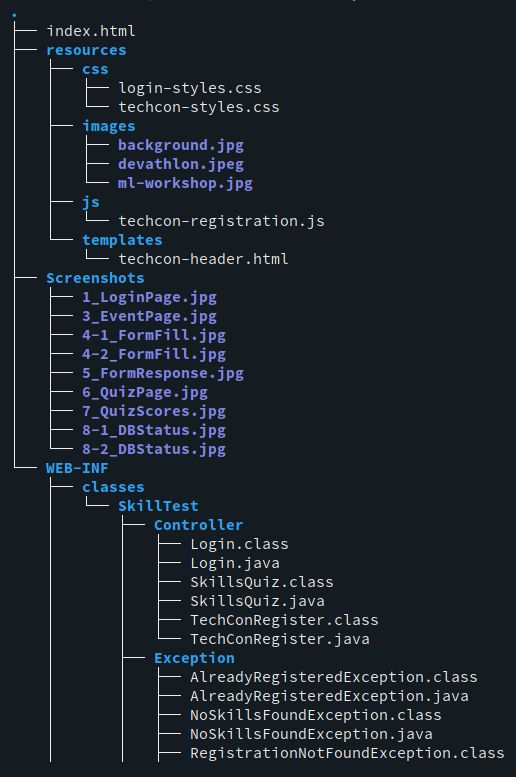 .
├── index.html
├── resources
│   ├── css
│   │   ├── login-styles.css
│   │   └── techcon-styles.css
│   ├── images
│   │   ├── background.jpg
│   │   ├── devathlon.jpeg
│   │   └── ml-workshop.jpg
│   ├── js
│   │   └── techcon-registration.js
│   └── templates
│       └── techcon-header.html
├── Screenshots
│   ├── 1_LoginPage.jpg
│   ├── 3_EventPage.jpg
│   ├── 4-1_FormFill.jpg
│   ├── 4-2_FormFill.jpg
│   ├── 5_FormResponse.jpg
│   ├── 6_QuizPage.jpg
│   ├── 7_QuizScores.jpg
│   ├── 8-1_DBStatus.jpg
│   └── 8-2_DBStatus.jpg
└── WEB-INF
    ├── classes
    │   └── SkillTest
    │       ├── Controller
    │       │   ├── Login.class
    │       │   ├── Login.java
    │       │   ├── SkillsQuiz.class
    │       │   ├── SkillsQuiz.java
    │       │   ├── TechConRegister.class
    │       │   └── TechConRegister.java
    │       ├── Exception
    │       │   ├── AlreadyRegisteredException.class
    │       │   ├── AlreadyRegisteredException.java
    │       │   ├── NoSkillsFoundException.class
    │       │   ├── NoSkillsFoundException.java
    │       │   ├── RegistrationNotFoundException.class